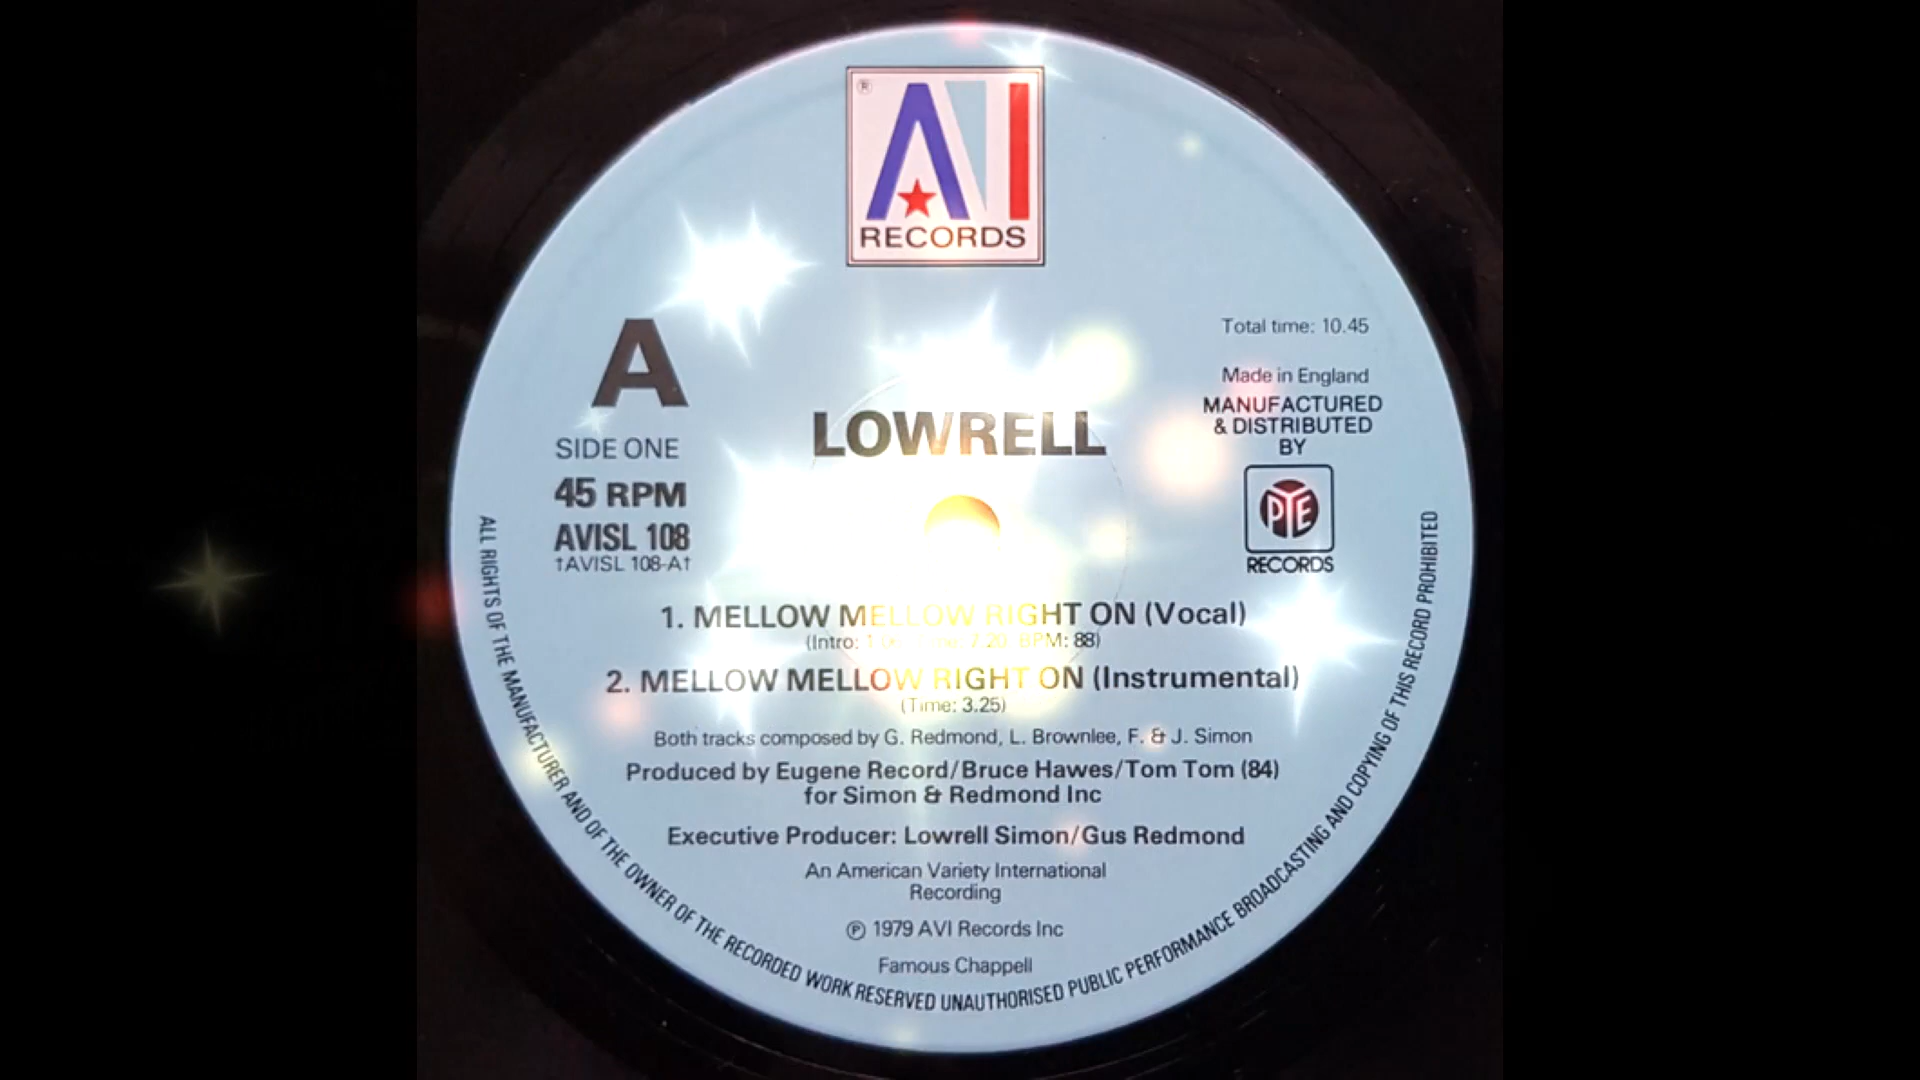 ®
AVI
RECORDS
Total time: 10.45
Made in England
MANUFACTURED
& DISTRIBUTED
BY
PYE
RECORDS
A
SIDE ONE
45 RPM
AVISL 108
†AVISL 108-A†
LOWRELL
1. MELLOW MELLOW RIGHT ON (Vocal)
(Intro: 7.20 BPM: 88)
2. MELLOW MELLOW RIGHT ON (Instrumental)
(Time: 3.25)
Both tracks composed by G. Redmond, L. Brownlee, F. & J. Simon
Produced by Eugene Record/Bruce Hawes/Tom Tom (84)
for Simon & Redmond Inc
Executive Producer: Lowrell Simon/Gus Redmond
An American Variety International
Recording
℗ 1979 AVI Records Inc
Famous Chappell
ALL RIGHTS OF THE MANUFACTURER AND OF THE OWNER OF THE RECORDED WORK RESERVED UNAUTHORISED PUBLIC PERFORMANCE BROADCASTING AND COPYING OF THIS RECORD PROHIBITED